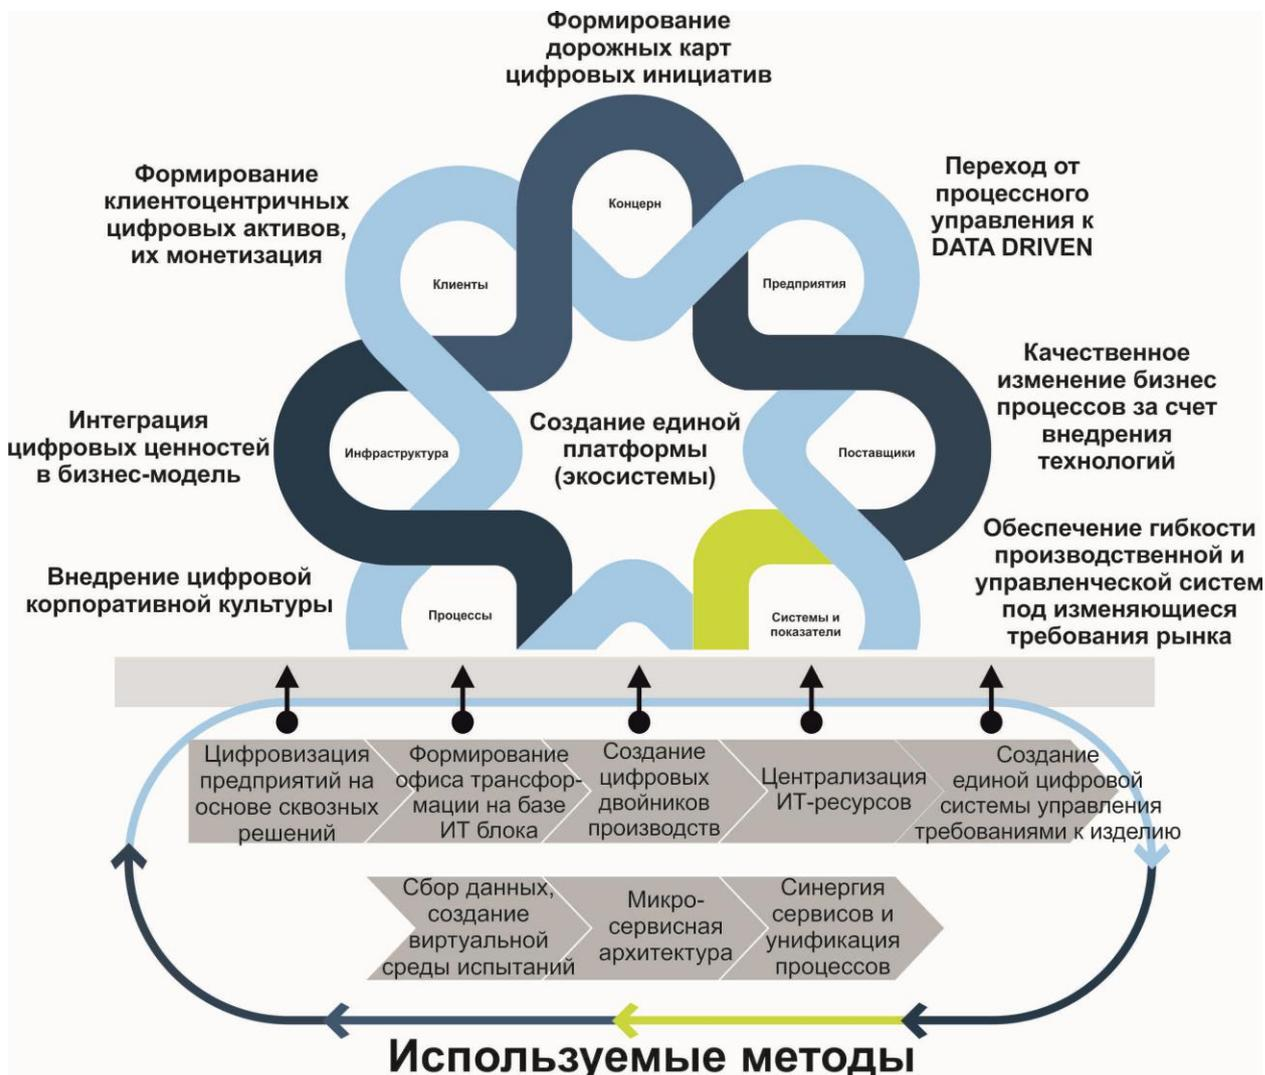 Формирование
дорожных карт
цифровых инициатив
Формирование
клиентоцентричных
цифровых активов,
их монетизация
Переход от
процессного
управления к
DATA DRIVEN
Концерн
Клиенты
Предприятия
Качественное
изменение бизнес
процессов за счет
внедрения
технологий
Интеграция
цифровых ценностей
в бизнес-модель
Инфраструктура
Создание единой
платформы
(экосистемы)
Поставщики
Обеспечение гибкости
производственной и
управленческой систем
под изменяющиеся
требования рынка
Внедрение цифровой
корпоративной культуры
Процессы
Системы и
показатели
Цифровизация
предприятий на
основе сквозных
решений
Формирование
офиса трансфор-
мации на базе
ИТ блока
Создание
цифровых
двойников
производств
Централизация
ИТ-ресурсов
Создание
единой цифровой
системы управления
требованиями к изделию
Сбор данных,
создание
виртуальной
среды испытаний
Микро-
сервисная
архитектура
Синергия
сервисов и
унификация
процессов
Используемые методы